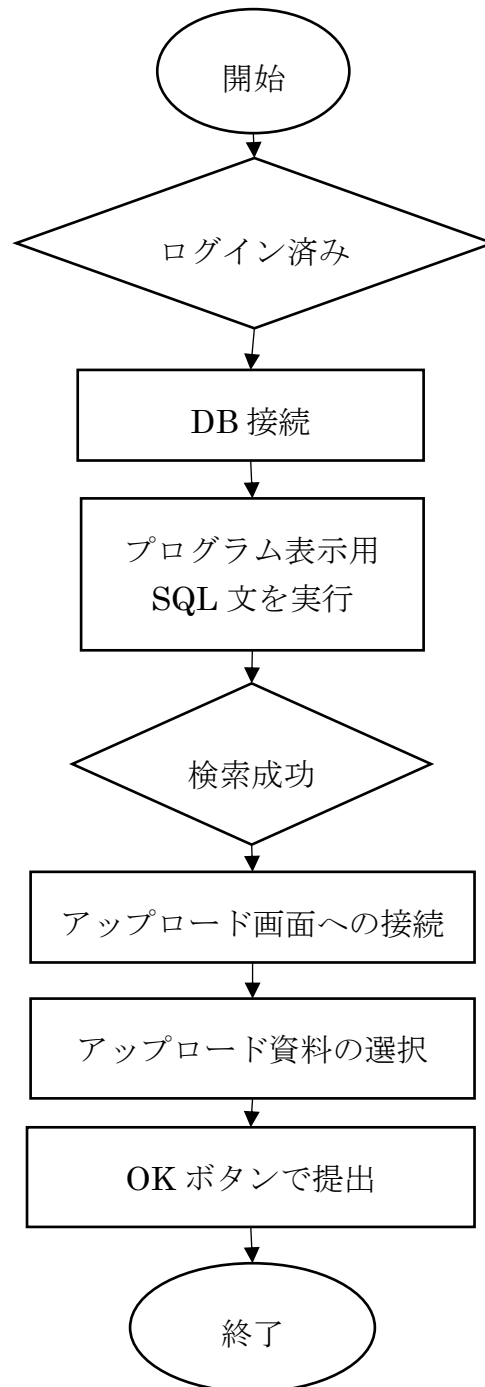 開始
ログイン済み
DB 接続
プログラム表示用
SQL 文を実行
検索成功
アップロード画面への接続
アップロード資料の選択
OK ボタンで提出
終了